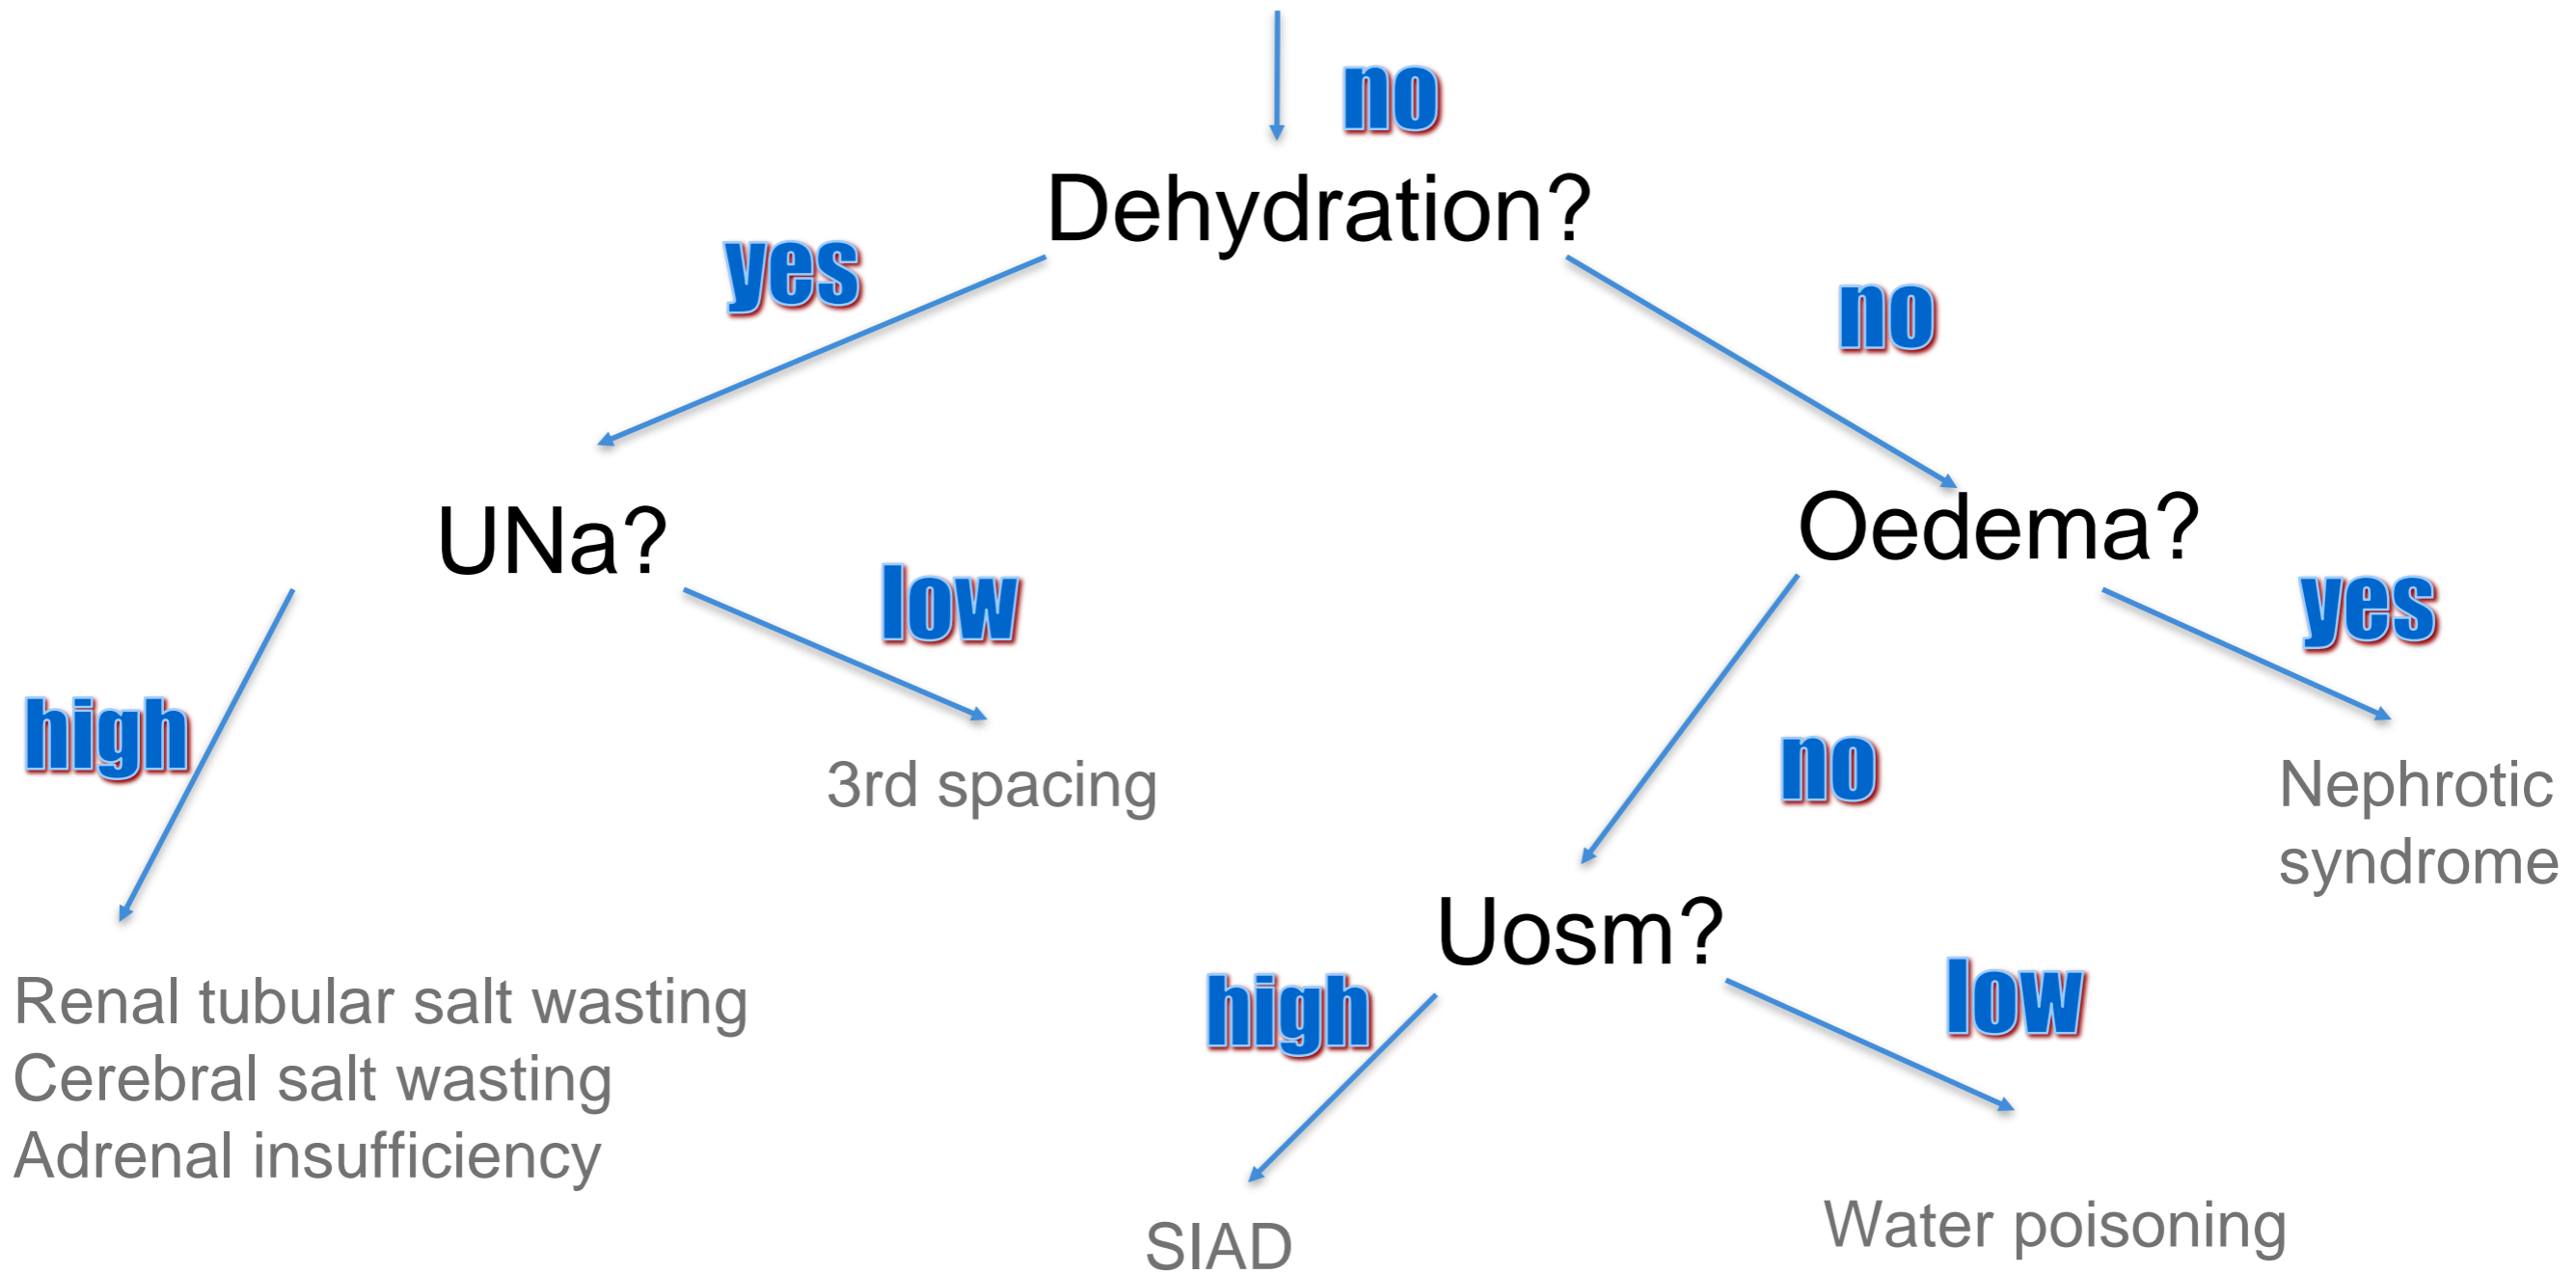 no
Dehydration?
yes
no
UNa?
Oedema?
low
yes
high
no
3rd spacing
Nephrotic
syndrome
Uosm?
high
low
Renal tubular salt wasting
Cerebral salt wasting
Adrenal insufficiency
SIAD
Water poisoning